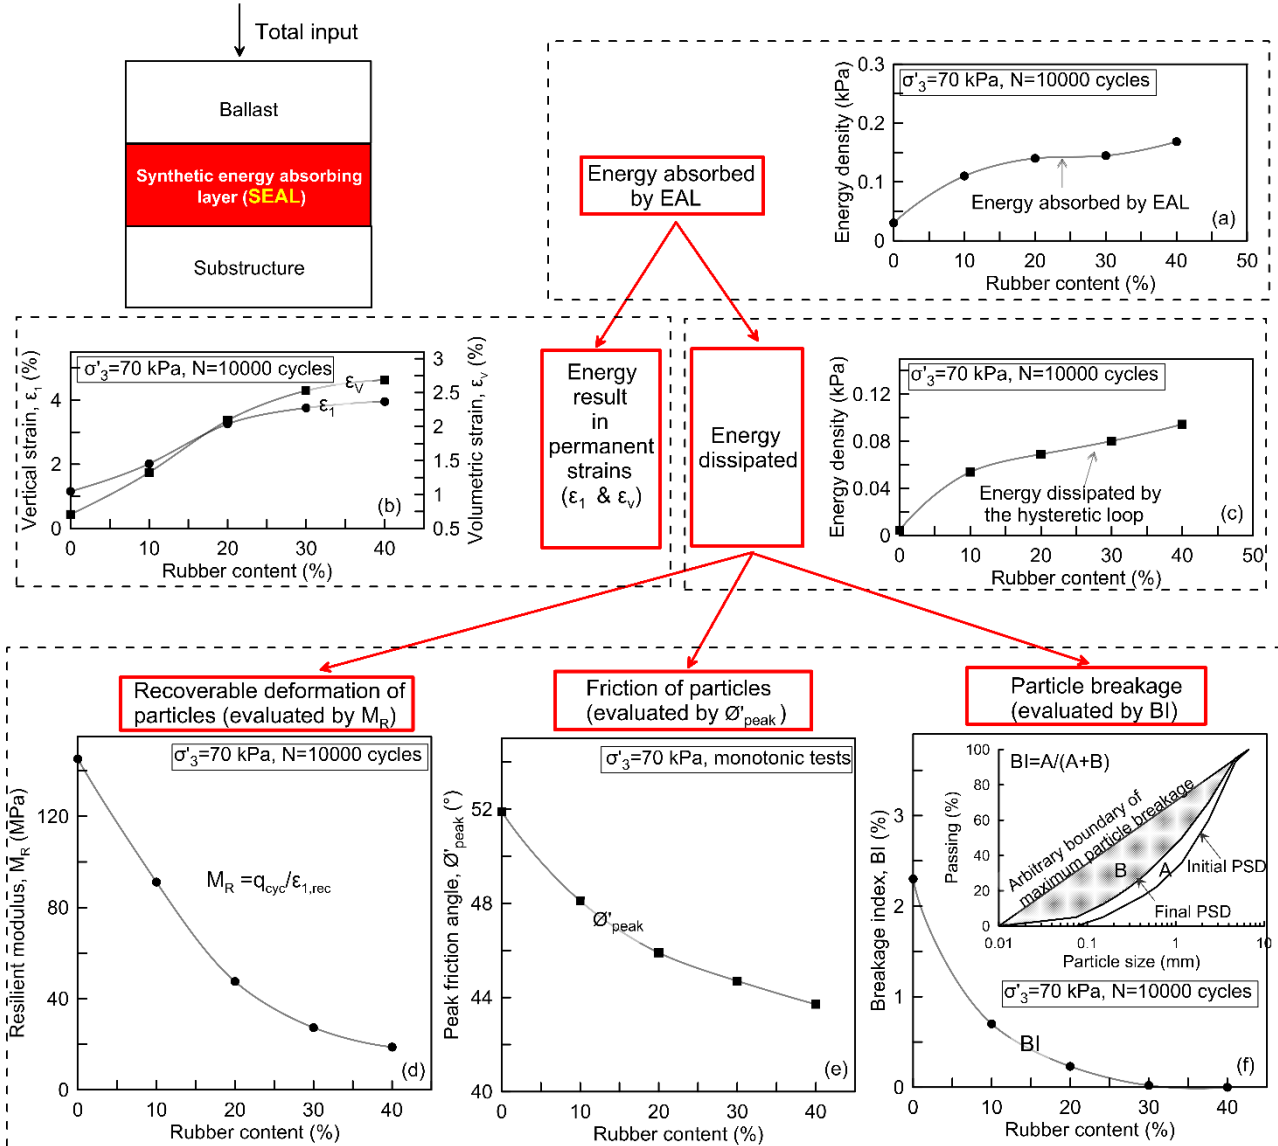 Total input
Ballast
Synthetic energy absorbing
layer (SEAL)
Substructure
Energy absorbed
by EAL
0.3
0.2
0.1
0
Energy density (kPa)
σ'₃=70 kPa, N=10000 cycles
Energy absorbed by EAL
(a)
0 10 20 30 40 50
Rubber content (%)
Vertical strain, ε₁ (%)
4
2
0
σ'₃=70 kPa, N=10000 cycles
εᵥ
ε₁
(b)
3
2.5
2
1.5
1
0.5
Volumetric strain, εᵥ (%)
0 10 20 30 40
Rubber content (%)
Energy
result
in
permanent
strains
(ε₁ & εᵥ)
Energy
dissipated
Energy density (kPa)
0.12
0.08
0.04
0
σ'₃=70 kPa, N=10000 cycles
Energy dissipated by
the hysteretic loop
(c)
0 10 20 30 40 50
Rubber content (%)
Recoverable deformation of
particles (evaluated by M_R)
Friction of particles
(evaluated by Ø'peak )
Particle breakage
(evaluated by BI)
Resilient modulus, M_R (MPa)
120
80
40
0
σ'₃=70 kPa, N=10000 cycles
M_R =q_cyc/ε₁,rec
(d)
0 10 20 30 40
Rubber content (%)
Peak friction angle, Ø'peak (°)
52
48
44
40
σ'₃=70 kPa, monotonic tests
Ø'peak
(e)
0 10 20 30 40
Rubber content (%)
Breakage index, BI (%)
3
2
1
0
BI=A/(A+B)
Passing (%)
100
80
60
40
20
0
Arbitrary boundary of
maximum particle breakage
B
A
Initial PSD
Final PSD
0.01 0.1 1 10
Particle size (mm)
σ'₃=70 kPa, N=10000 cycles
BI
(f)
0 10 20 30 40
Rubber content (%)